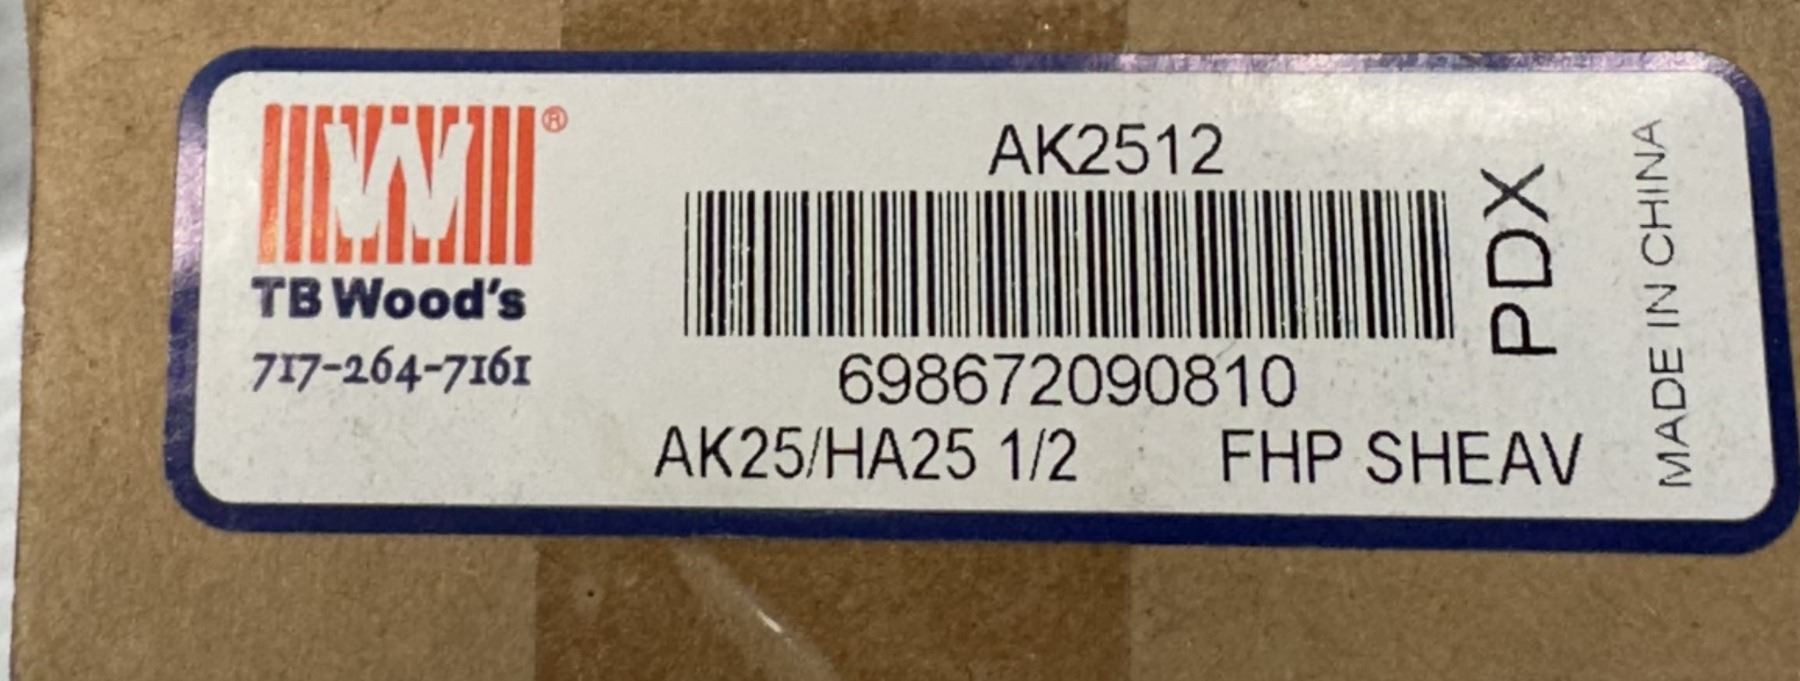 W ®
TB Wood's
717-264-7161
AK2512
698672090810
AK25/HA25 1/2 FHP SHEAV
PDX
MADE IN CHINA